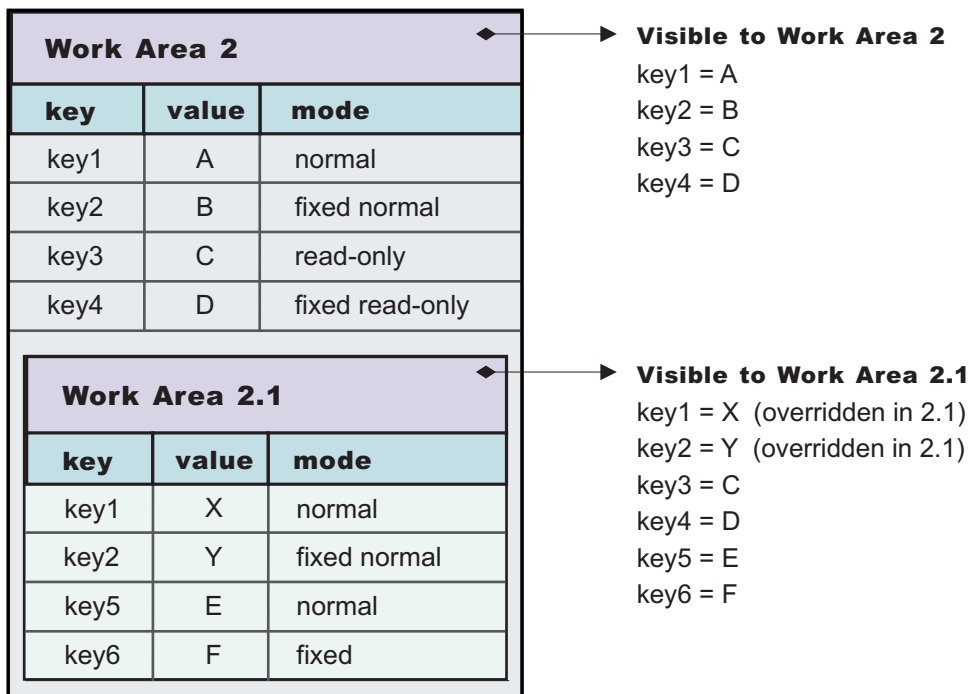 Work Area 2
key value mode
key1 A normal
key2 B fixed normal
key3 C read-only
key4 D fixed read-only
Work Area 2.1
key value mode
key1 X normal
key2 Y fixed normal
key5 E normal
key6 F fixed
Visible to Work Area 2
key1 = A
key2 = B
key3 = C
key4 = D
Visible to Work Area 2.1
key1 = X (overridden in 2.1)
key2 = Y (overridden in 2.1)
key3 = C
key4 = D
key5 = E
key6 = F